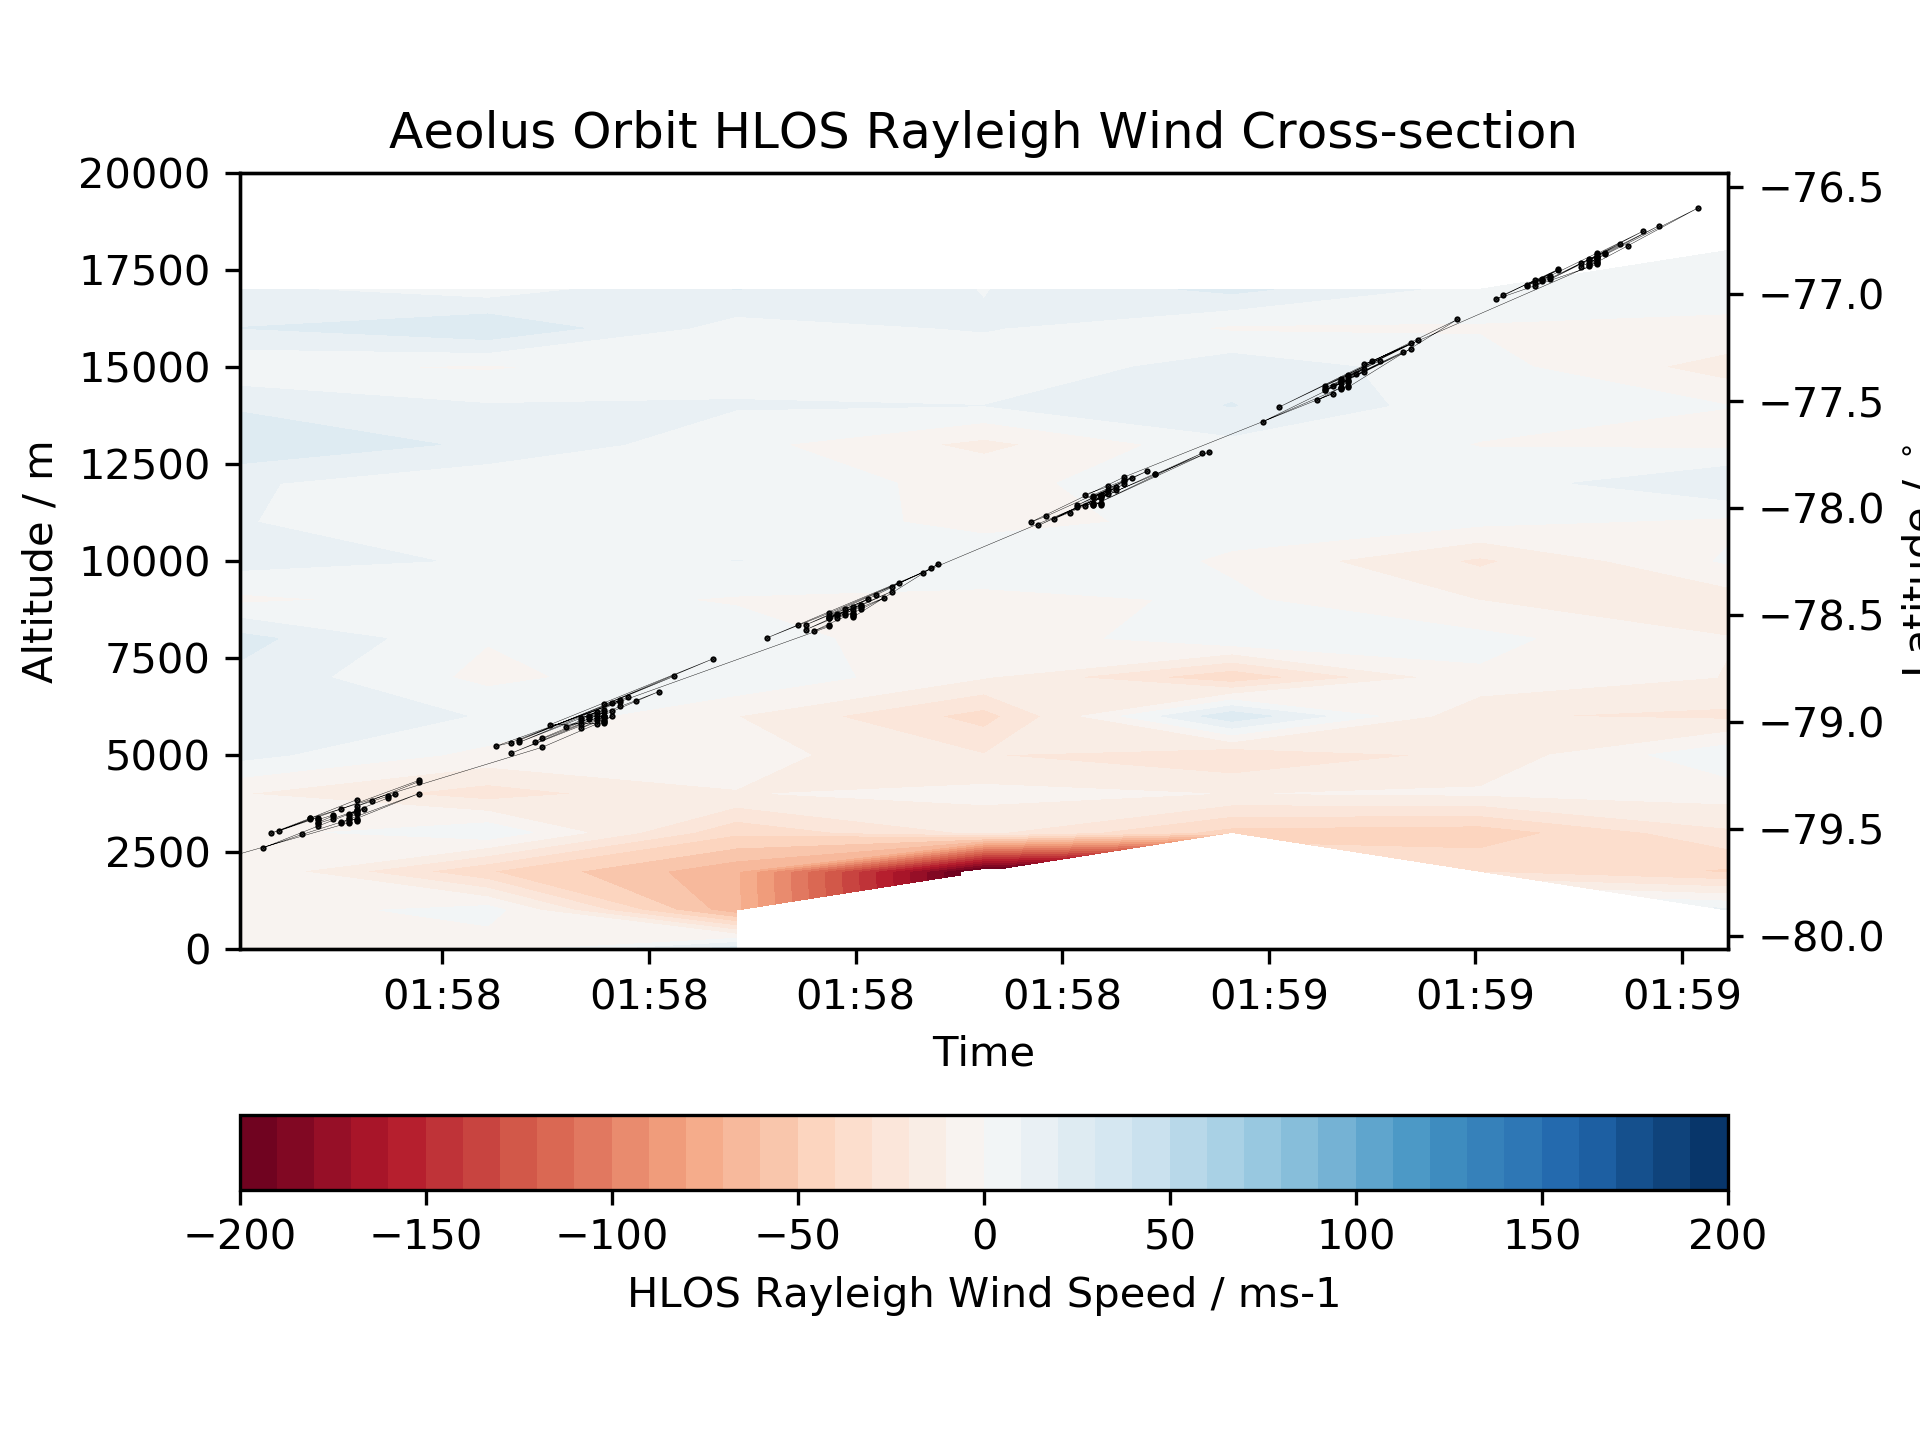 Aeolus Orbit HLOS Rayleigh Wind Cross-section
20000
17500
15000
12500
10000
7500
5000
2500
0
Altitude / m
−76.5
−77.0
−77.5
−78.0
−78.5
−79.0
−79.5
−80.0
Latitude / °
01:58 01:58 01:58 01:58 01:59 01:59 01:59
Time
−200 −150 −100 −50 0 50 100 150 200
HLOS Rayleigh Wind Speed / ms-1